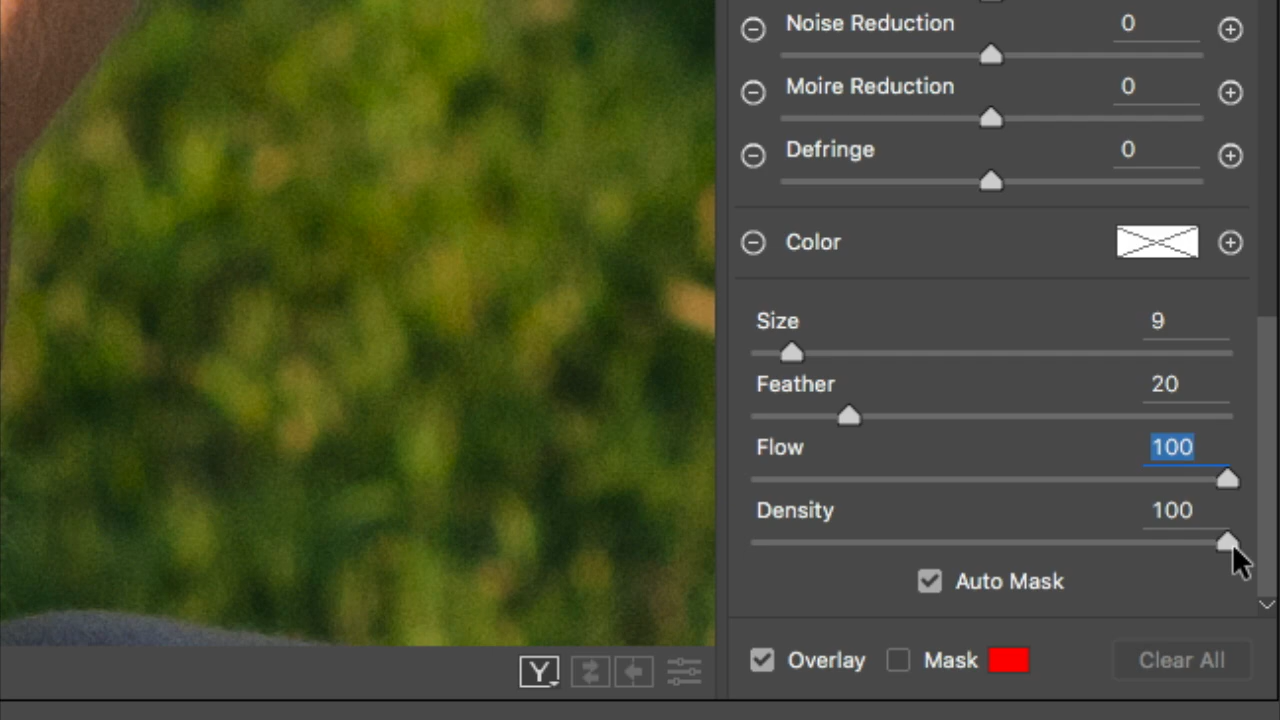 Noise Reduction 0
Moire Reduction 0
Defringe 0
Color
Size 9
Feather 20
Flow 100
Density 100
Auto Mask
Y
Overlay Mask Clear All